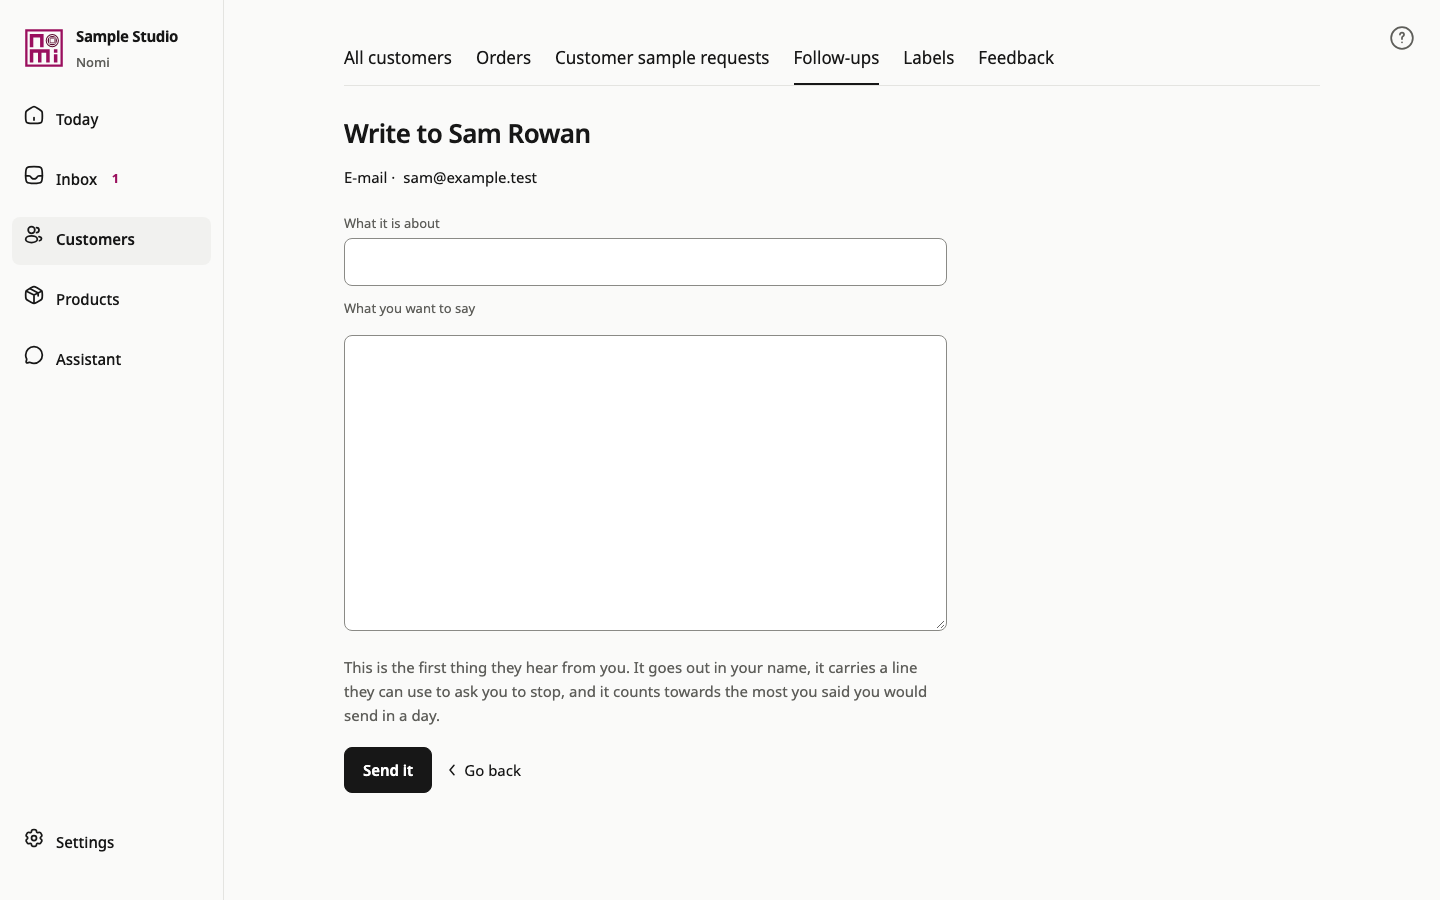 Sample Studio
Nomi
Today
Inbox 1
Customers
Products
Assistant
Settings
All customers Orders Customer sample requests Follow-ups Labels Feedback
Write to Sam Rowan
E-mail · sam@example.test
What it is about
What you want to say
This is the first thing they hear from you. It goes out in your name, it carries a line
they can use to ask you to stop, and it counts towards the most you said you would
send in a day.
Send it Go back